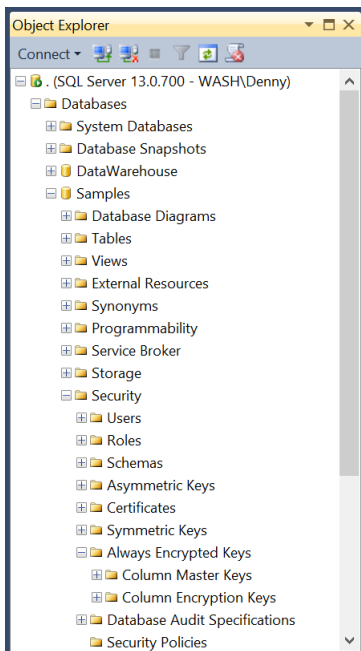 Object Explorer
Connect
. (SQL Server 13.0.700 - WASH\Denny)
Databases
System Databases
Database Snapshots
DataWarehouse
Samples
Database Diagrams
Tables
Views
External Resources
Synonyms
Programmability
Service Broker
Storage
Security
Users
Roles
Schemas
Asymmetric Keys
Certificates
Symmetric Keys
Always Encrypted Keys
Column Master Keys
Column Encryption Keys
Database Audit Specifications
Security Policies